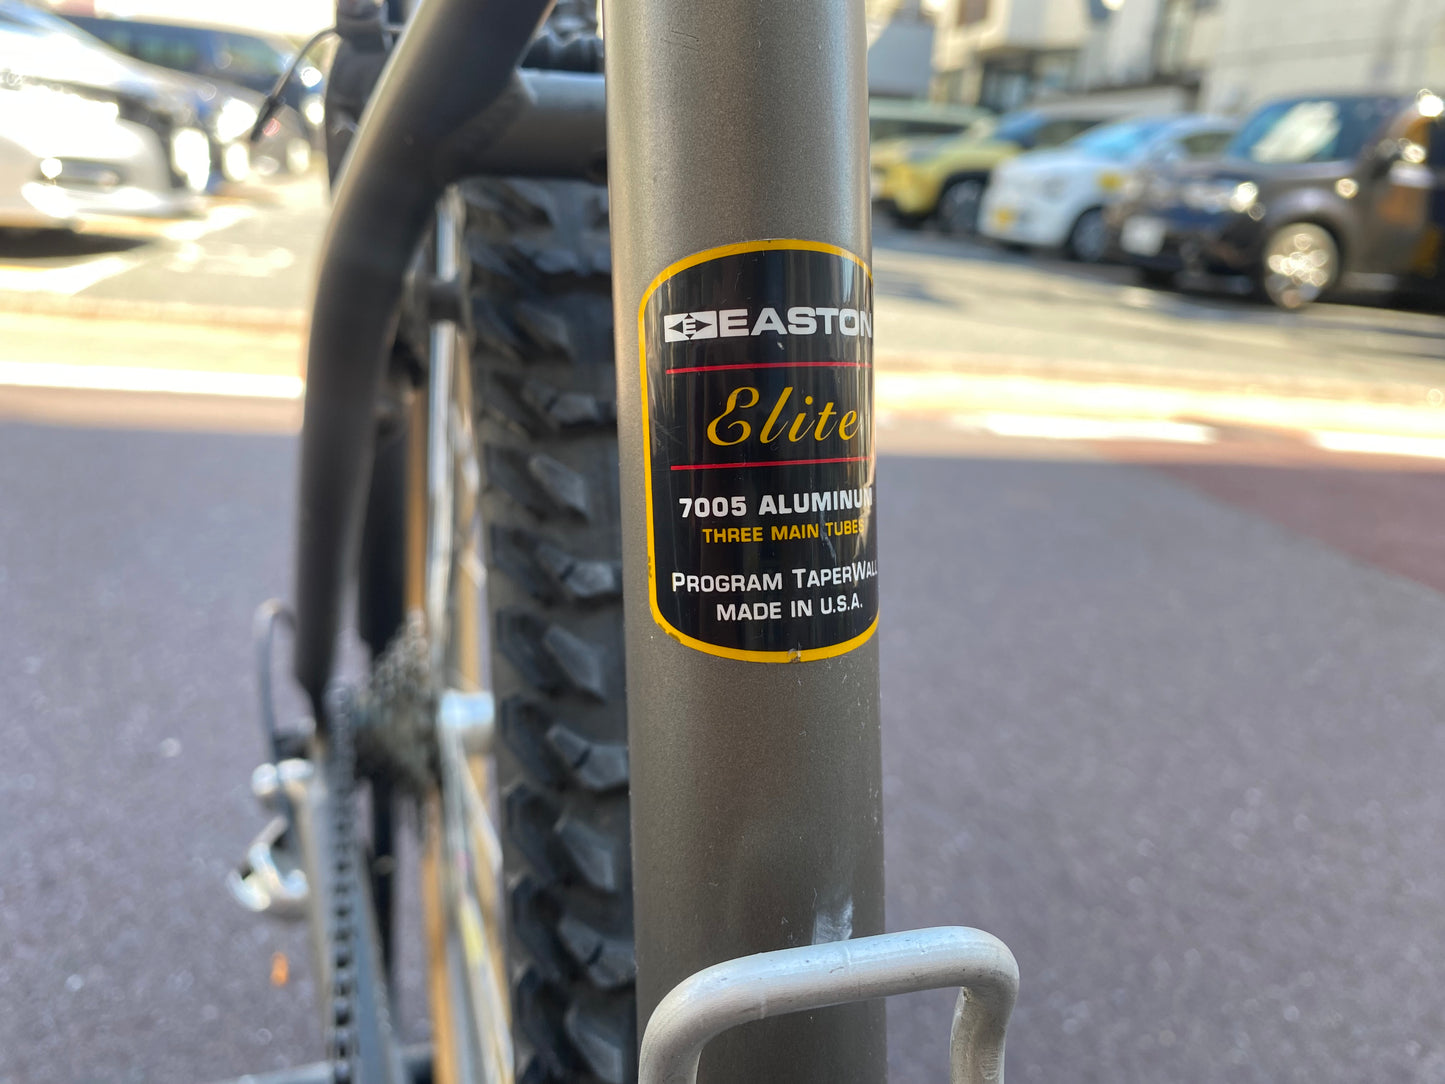 EASTON
Elite
7005 ALUMINUM
THREE MAIN TUBES
PROGRAM TAPERWALL
MADE IN U.S.A.